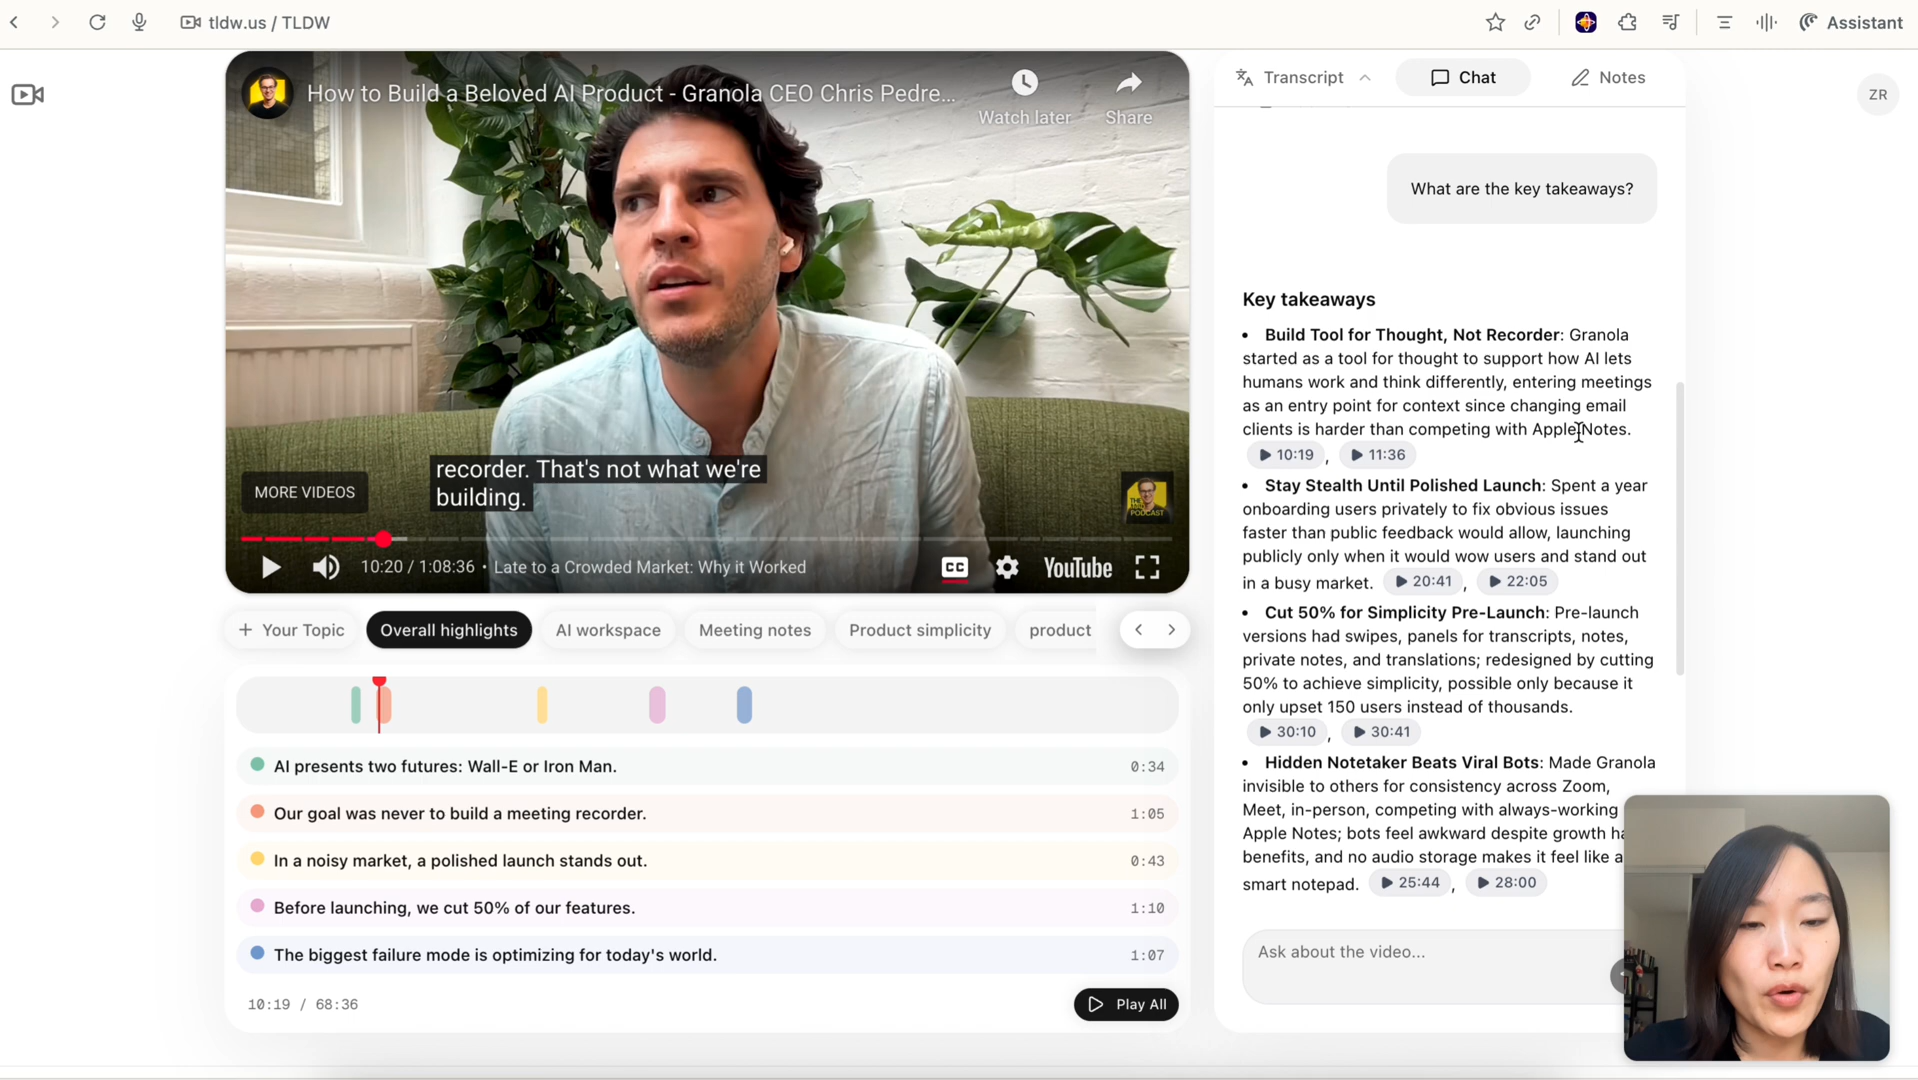 tldw.us / TLDW
Assistant
How to Build a Beloved AI Product - Granola CEO Chris Pedre...
Watch later
Share
recorder. That's not what we're
building.
MORE VIDEOS
THE
PODCAST
10:20 / 1:08:36 • Late to a Crowded Market: Why it Worked
CC
YouTube
+ Your Topic
Overall highlights
AI workspace
Meeting notes
Product simplicity
product
AI presents two futures: Wall-E or Iron Man.
0:34
Our goal was never to build a meeting recorder.
1:05
In a noisy market, a polished launch stands out.
0:43
Before launching, we cut 50% of our features.
1:10
The biggest failure mode is optimizing for today's world.
1:07
10:19 / 68:36
Play All
Transcript
Chat
Notes
ZR
What are the key takeaways?
Key takeaways
• Build Tool for Thought, Not Recorder: Granola
started as a tool for thought to support how AI lets
humans work and think differently, entering meetings
as an entry point for context since changing email
clients is harder than competing with Apple Notes.
10:19 , 11:36
• Stay Stealth Until Polished Launch: Spent a year
onboarding users privately to fix obvious issues
faster than public feedback would allow, launching
publicly only when it would wow users and stand out
in a busy market. 20:41 , 22:05
• Cut 50% for Simplicity Pre-Launch: Pre-launch
versions had swipes, panels for transcripts, notes,
private notes, and translations; redesigned by cutting
50% to achieve simplicity, possible only because it
only upset 150 users instead of thousands.
30:10 , 30:41
• Hidden Notetaker Beats Viral Bots: Made Granola
invisible to others for consistency across Zoom,
Meet, in-person, competing with always-working
Apple Notes; bots feel awkward despite growth
benefits, and no audio storage makes it feel like a
smart notepad. 25:44 , 28:00
Ask about the video...